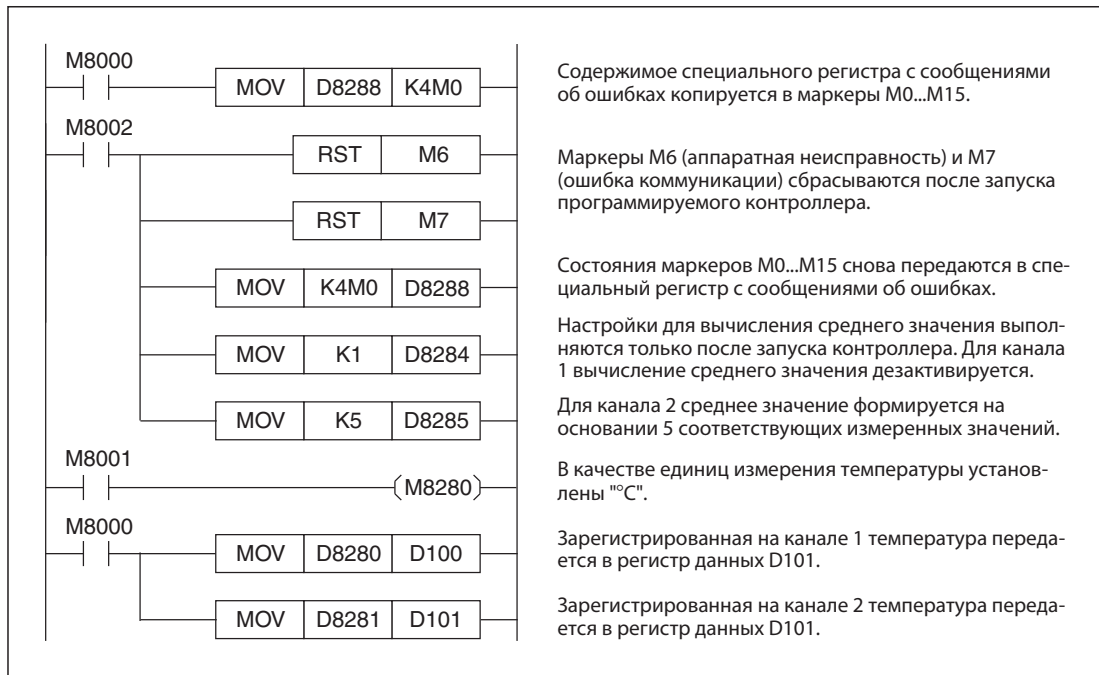 M8000
MOV D8288 K4M0
Содержимое специального регистра с сообщениями
об ошибках копируется в маркеры M0...M15.
M8002
RST M6
Маркеры M6 (аппаратная неисправность) и M7
(ошибка коммуникации) сбрасываются после запуска
программируемого контроллера.
RST M7
MOV K4M0 D8288
Состояния маркеров M0...M15 снова передаются в спе-
циальный регистр с сообщениями об ошибках.
MOV K1 D8284
Настройки для вычисления среднего значения выпол-
няются только после запуска контроллера. Для канала
1 вычисление среднего значения дезактивируется.
MOV K5 D8285
Для канала 2 среднее значение формируется на
основании 5 соответствующих измеренных значений.
M8001
(M8280)
В качестве единиц измерения температуры установ-
лены "°C".
M8000
MOV D8280 D100
Зарегистрированная на канале 1 температура переда-
ется в регистр данных D101.
MOV D8281 D101
Зарегистрированная на канале 2 температура переда-
ется в регистр данных D101.